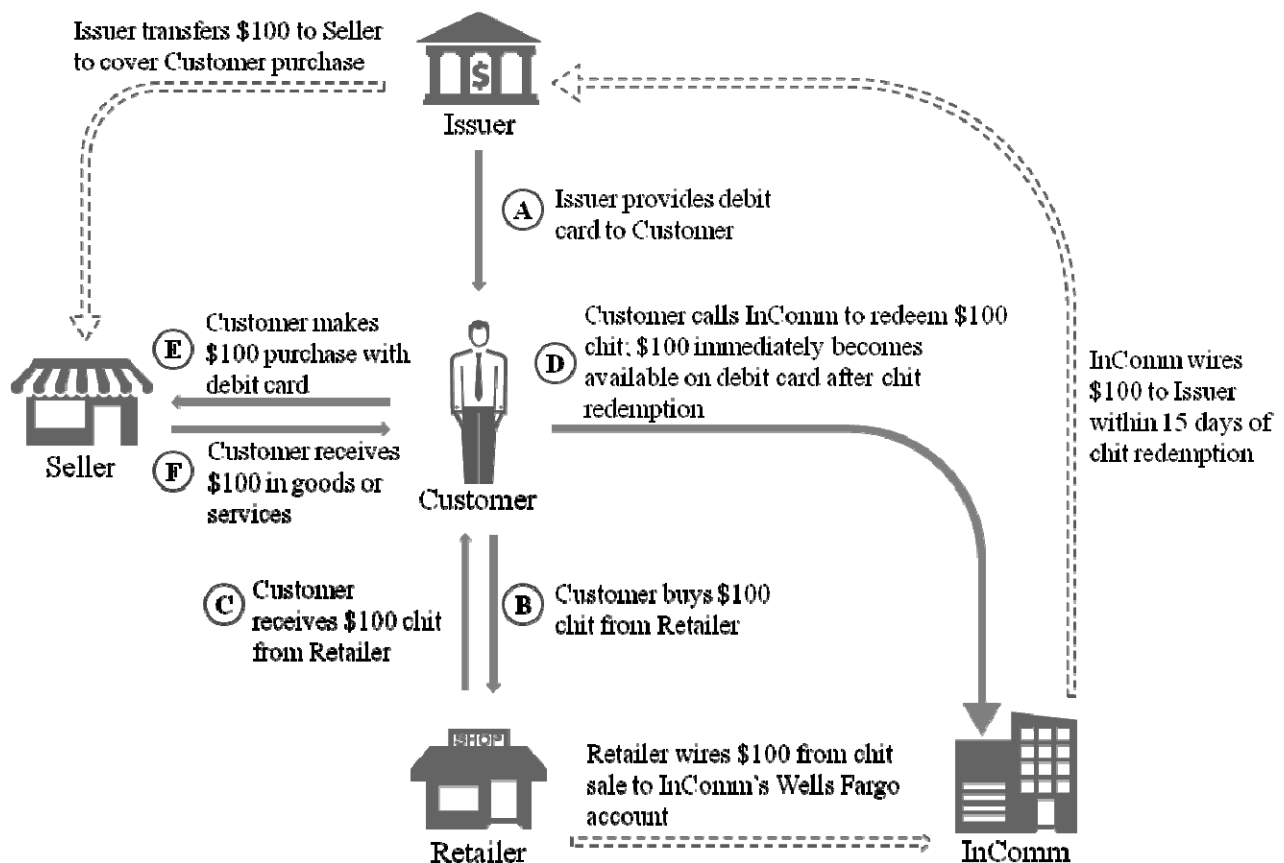 Issuer transfers $100 to Seller
to cover Customer purchase
$
Issuer
A
Issuer provides debit
card to Customer
E
Customer makes
$100 purchase with
debit card
Seller
F
Customer receives
$100 in goods or
services
Customer
D
Customer calls InComm to redeem $100
chit; $100 immediately becomes
available on debit card after chit
redemption
InComm wires
$100 to Issuer
within 15 days of
chit redemption
C
Customer
receives $100 chit
from Retailer
B
Customer buys $100
chit from Retailer
SHOP
Retailer
Retailer wires $100 from chit
sale to InComm's Wells Fargo
account
InComm